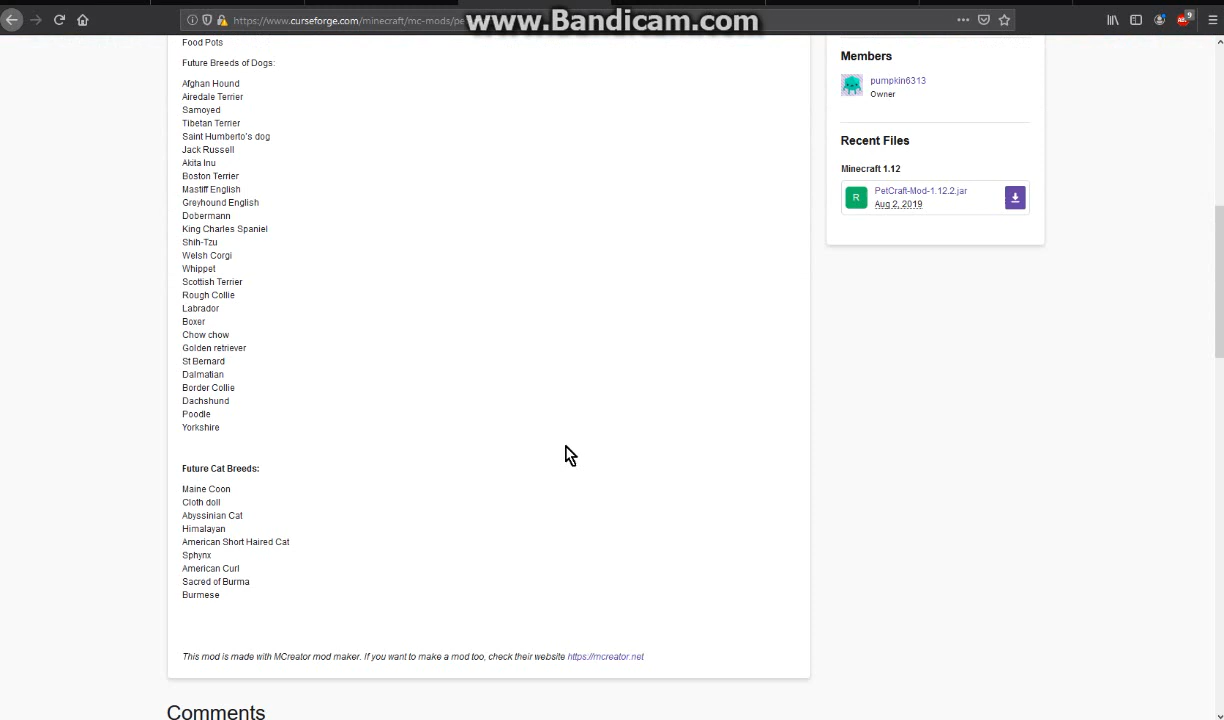 https://www.curseforge.com/minecraft/mc-mods/pe
www.Bandicam.com
9
Food Pots
Future Breeds of Dogs:
Afghan Hound
Airedale Terrier
Samoyed
Tibetan Terrier
Saint Humberto's dog
Jack Russell
Akita Inu
Boston Terrier
Mastiff English
Greyhound English
Dobermann
King Charles Spaniel
Shih-Tzu
Welsh Corgi
Whippet
Scottish Terrier
Rough Collie
Labrador
Boxer
Chow chow
Golden retriever
St Bernard
Dalmatian
Border Collie
Dachshund
Poodle
Yorkshire
Future Cat Breeds:
Maine Coon
Cloth doll
Abyssinian Cat
Himalayan
American Short Haired Cat
Sphynx
American Curl
Sacred of Burma
Burmese
This mod is made with MCreator mod maker. If you want to make a mod too, check their website https://mcreator.net
Comments
Members
pumpkin6313
Owner
Recent Files
Minecraft 1.12
R
PetCraft-Mod-1.12.2.jar
Aug 2, 2019